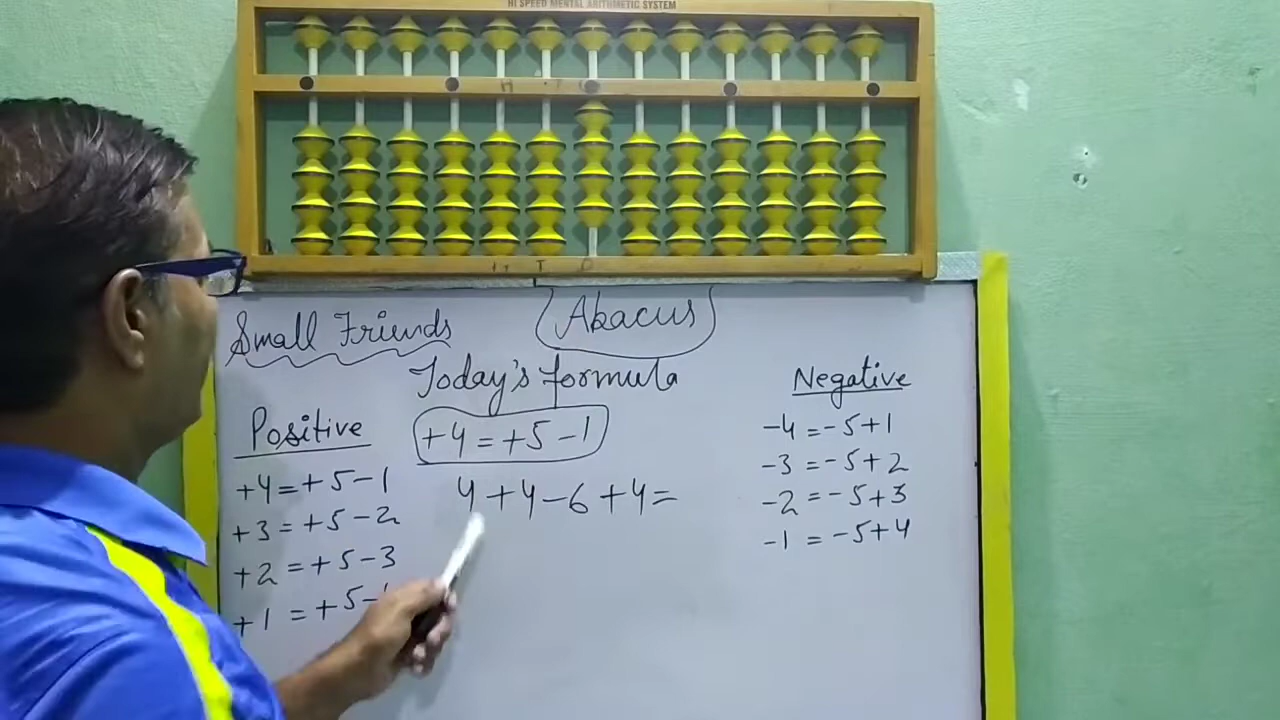 HI SPEED MENTAL ARITHMETIC SYSTEM
H T O
Abacus
Small Friends
Today's formula
+4=+5-1
4+4-6+4=
Positive
+4=+5-1
+3=+5-2
+2=+5-3
+1=+5-
Negative
-4=-5+1
-3=-5+2
-2=-5+3
-1=-5+4